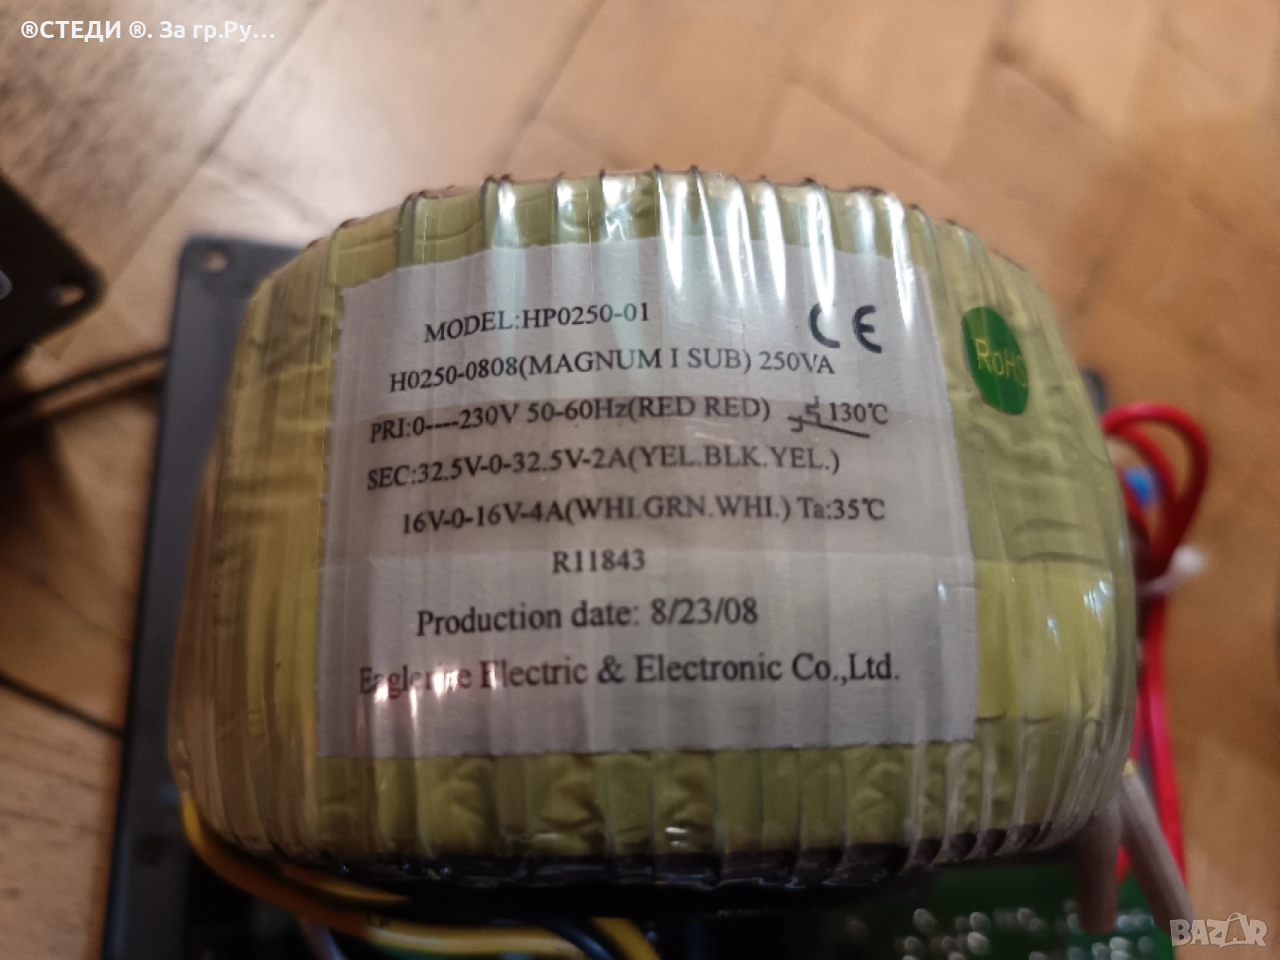 ®СТЕДИ ®. За гр.Ру...
MODEL:HP0250-01
CE
H0250-0808(MAGNUM I SUB) 250VA
RoHS
PRI:0----230V 50-60Hz(RED RED) 130℃
SEC:32.5V-0-32.5V-2A(YEL.BLK.YEL.)
16V-0-16V-4A(WHI.GRN.WHI.) Ta:35℃
R11843
Production date: 8/23/08
Eaglerise Electric & Electronic Co.,Ltd.
BAZAR